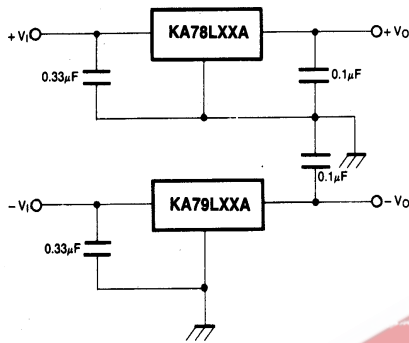 + VI
KA78LXXA
+ VO
0.33µF
0.1µF
0.1µF
− VI
KA79LXXA
− VO
0.33µF